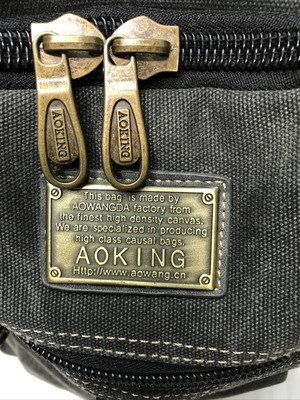 AOKING
AOKING
This bag is made by
AOWANGDA factory from
the finest high density canvas.
We are specialized in producing
high class causal bags.
AOKING
Http://www.aowang.cn